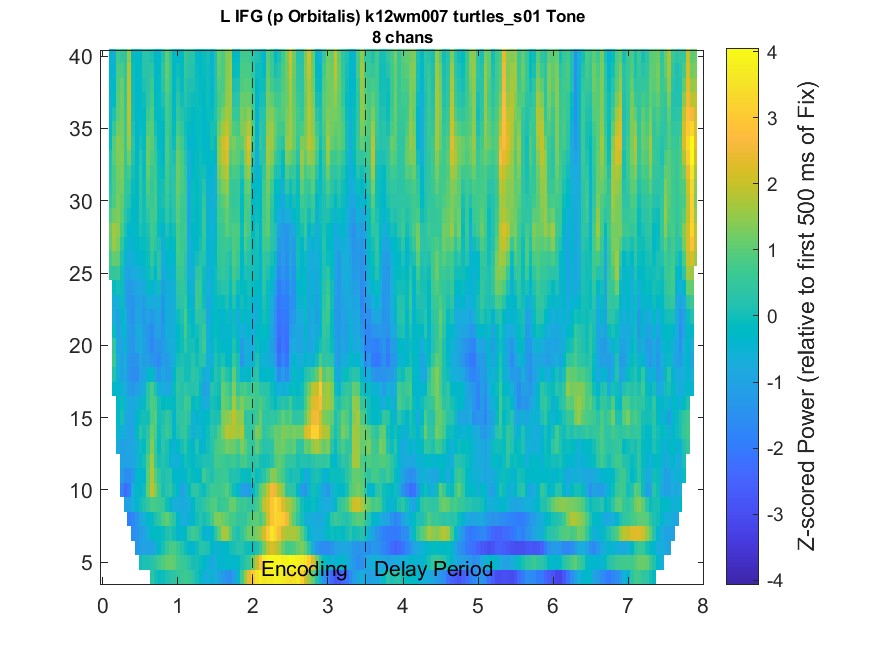 L IFG (p Orbitalis) k12wm007 turtles_s01 Tone
8 chans
40
35
30
25
20
15
10
5
Encoding
Delay Period
0 1 2 3 4 5 6 7 8
4
3
2
1
0
-1
-2
-3
-4
Z-scored Power (relative to first 500 ms of Fix)